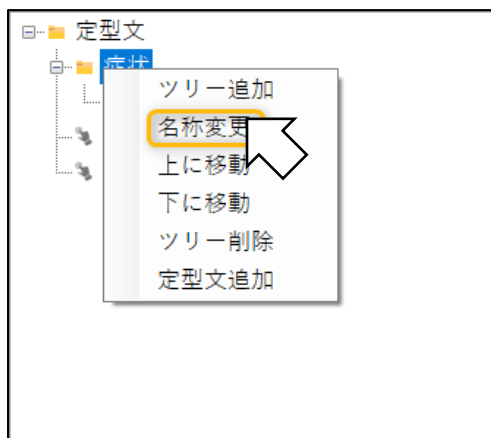 定型文
症状
ツリー追加
名称変更
上に移動
下に移動
ツリー削除
定型文追加